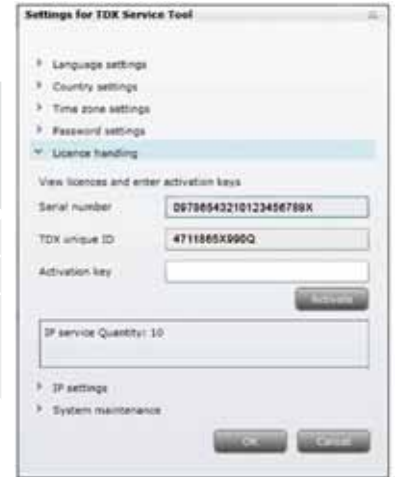 Settings for TDX Service Tool
Language settings
Country settings
Time zone settings
Password settings
Licence handling
View licences and enter activation keys
Serial number 09786543210123456789X
TDX unique ID 4711865X990Q
Activation key
Activate
IP service Quantity: 10
IP settings
System maintenance
OK Cancel